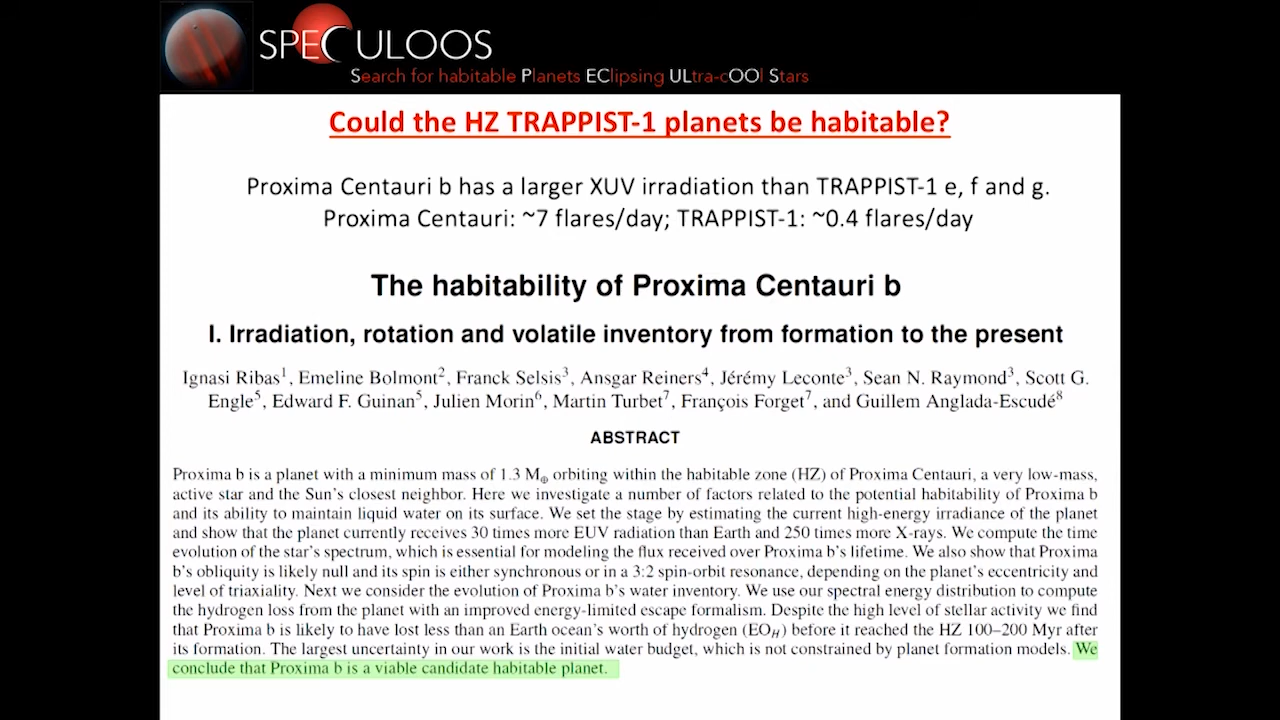 SPECULOOS
Search for habitable Planets EClipsing ULtra-cOOl Stars
Could the HZ TRAPPIST-1 planets be habitable?
Proxima Centauri b has a larger XUV irradiation than TRAPPIST-1 e, f and g.
Proxima Centauri: ~7 flares/day; TRAPPIST-1: ~0.4 flares/day
The habitability of Proxima Centauri b
I. Irradiation, rotation and volatile inventory from formation to the present
Ignasi Ribas¹, Emeline Bolmont², Franck Selsis³, Ansgar Reiners⁴, Jérémy Leconte³, Sean N. Raymond³, Scott G.
Engle⁵, Edward F. Guinan⁵, Julien Morin⁶, Martin Turbet⁷, François Forget⁷, and Guillem Anglada-Escudé⁸
ABSTRACT
Proxima b is a planet with a minimum mass of 1.3 M⊕ orbiting within the habitable zone (HZ) of Proxima Centauri, a very low-mass,
active star and the Sun's closest neighbor. Here we investigate a number of factors related to the potential habitability of Proxima b
and its ability to maintain liquid water on its surface. We set the stage by estimating the current high-energy irradiance of the planet
and show that the planet currently receives 30 times more EUV radiation than Earth and 250 times more X-rays. We compute the time
evolution of the star's spectrum, which is essential for modeling the flux received over Proxima b's lifetime. We also show that Proxima
b's obliquity is likely null and its spin is either synchronous or in a 3:2 spin-orbit resonance, depending on the planet's eccentricity and
level of triaxiality. Next we consider the evolution of Proxima b's water inventory. We use our spectral energy distribution to compute
the hydrogen loss from the planet with an improved energy-limited escape formalism. Despite the high level of stellar activity we find
that Proxima b is likely to have lost less than an Earth ocean's worth of hydrogen (EO_H) before it reached the HZ 100–200 Myr after
its formation. The largest uncertainty in our work is the initial water budget, which is not constrained by planet formation models. We
conclude that Proxima b is a viable candidate habitable planet.